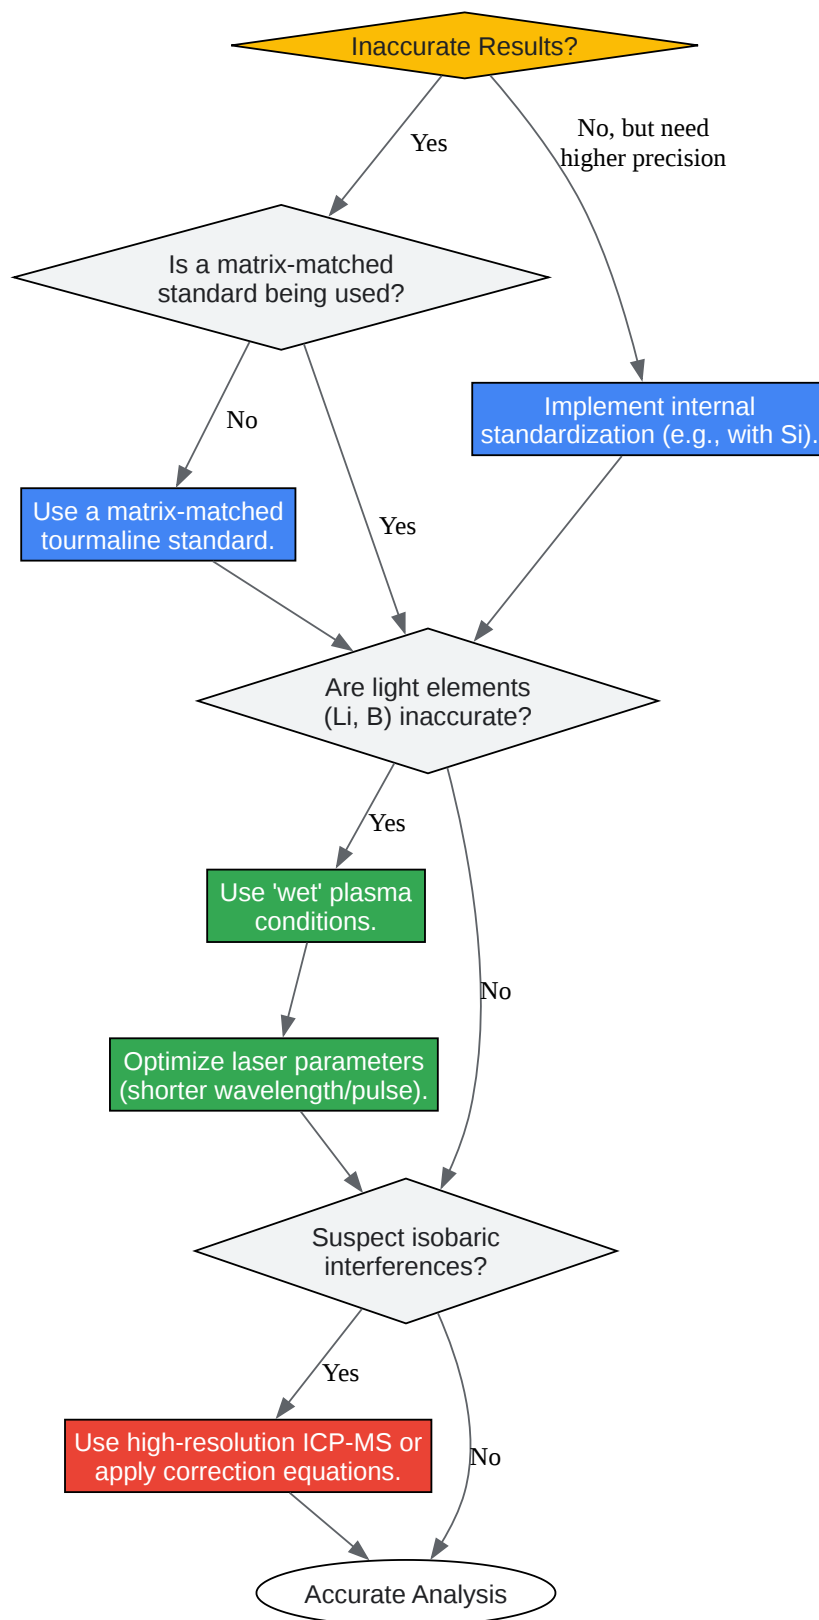 Inaccurate Results?
Yes
No, but need
higher precision
Is a matrix-matched
standard being used?
Implement internal
standardization (e.g., with Si).
No
Use a matrix-matched
tourmaline standard.
Yes
Are light elements
(Li, B) inaccurate?
Yes
Use 'wet' plasma
conditions.
No
Optimize laser parameters
(shorter wavelength/pulse).
Suspect isobaric
interferences?
Yes
Use high-resolution ICP-MS or
apply correction equations.
No
Accurate Analysis